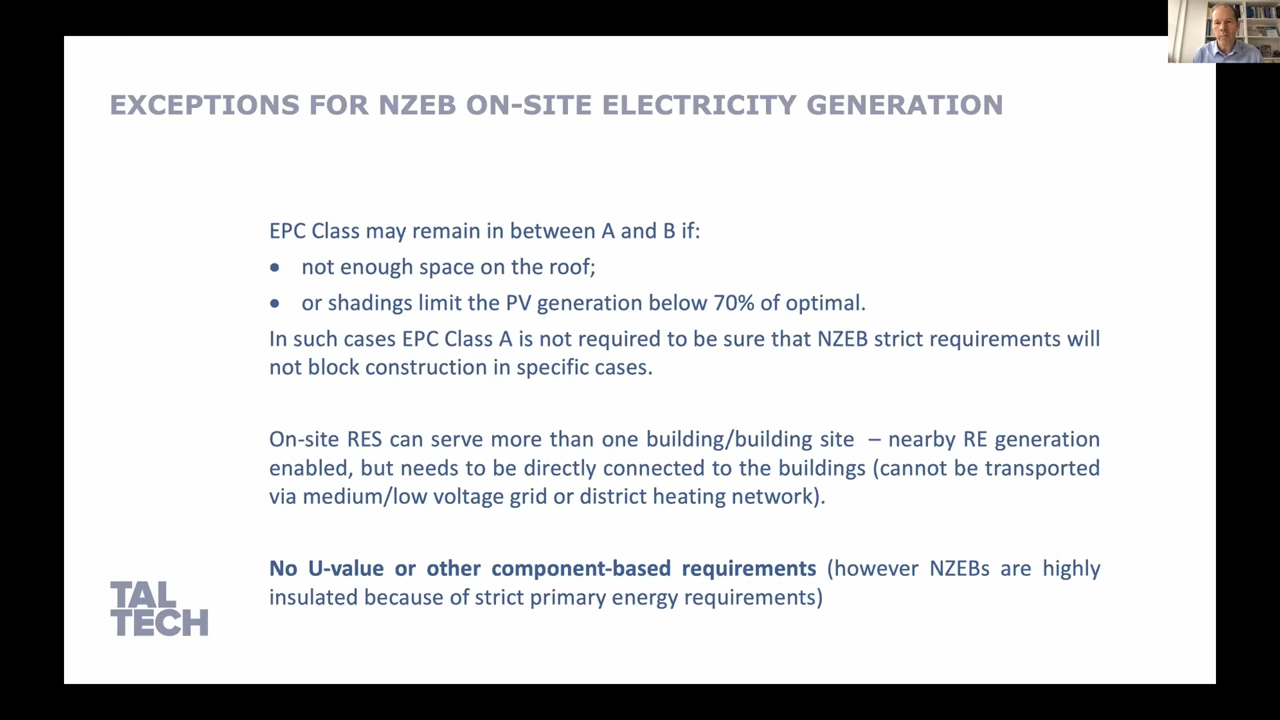 EXCEPTIONS FOR NZEB ON-SITE ELECTRICITY GENERATION
EPC Class may remain in between A and B if:
• not enough space on the roof;
• or shadings limit the PV generation below 70% of optimal.
In such cases EPC Class A is not required to be sure that NZEB strict requirements will
not block construction in specific cases.
On-site RES can serve more than one building/building site – nearby RE generation
enabled, but needs to be directly connected to the buildings (cannot be transported
via medium/low voltage grid or district heating network).
No U-value or other component-based requirements (however NZEBs are highly
insulated because of strict primary energy requirements)
TAL
TECH